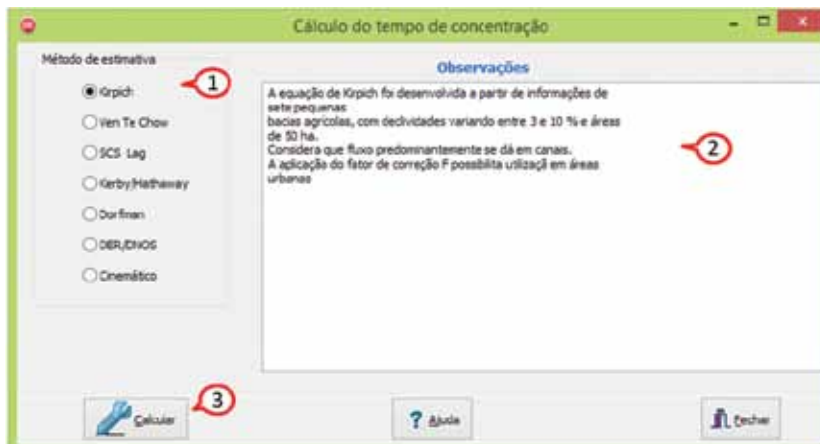 Cálculo do tempo de concentração
Método de estimativa
Kirpich
Ven Te Chow
SCS Lag
Kerby/Hathaway
Dorfman
DER/DNOS
Cinemático
1
Observações
A equação de Kirpich foi desenvolvida a partir de informações de
sete pequenas
bacias agrícolas, com declividades variando entre 3 e 10 % e áreas
de 50 ha.
Considera que fluxo predominantemente se dá em canais.
A aplicação do fator de correção F possibilita utilizaçã em áreas
urbanas
2
Calcular
3
? Ajuda
Fechar